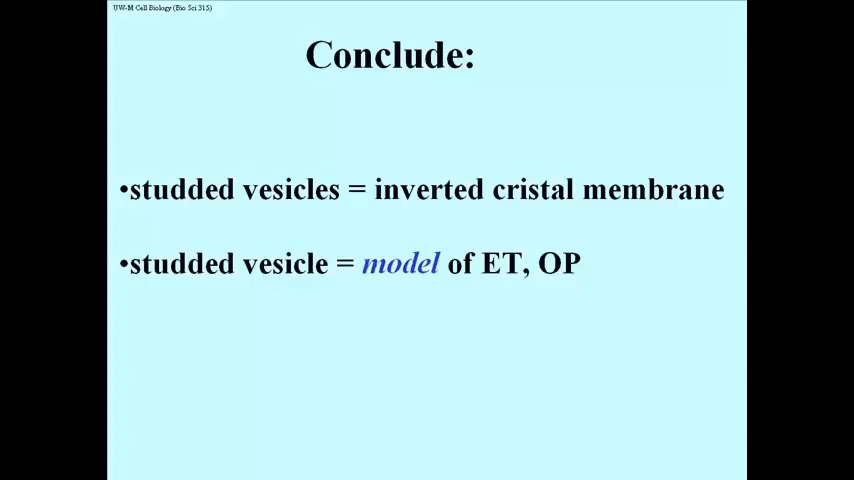 UW-M Cell Biology (Bio Sci 315)
Conclude:
•studded vesicles = inverted cristal membrane
•studded vesicle = model of ET, OP